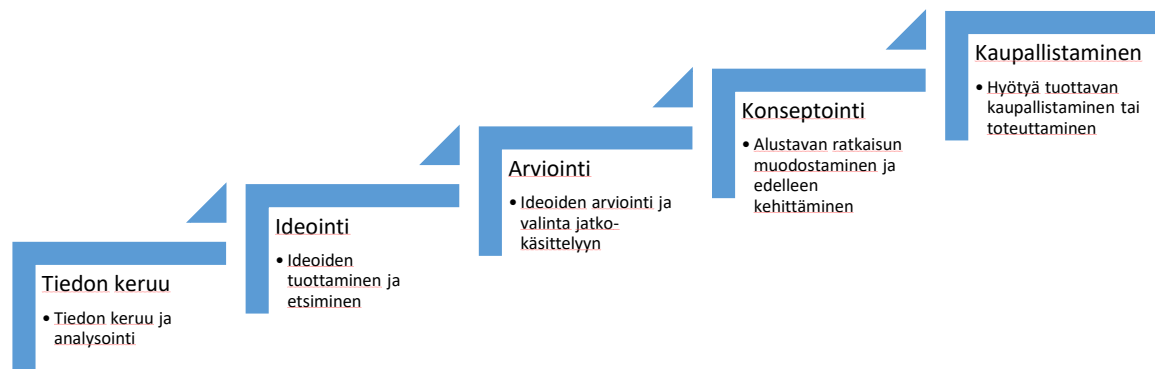 Tiedon keruu
• Tiedon keruu ja
analysointi
Ideointi
• Ideoiden
tuottaminen ja
etsiminen
Arviointi
• Ideoiden arviointi ja
valinta jatko-
käsittelyyn
Konseptointi
• Alustavan ratkaisun
muodostaminen ja
edelleen
kehittäminen
Kaupallistaminen
• Hyötyä tuottavan
kaupallistaminen tai
toteuttaminen